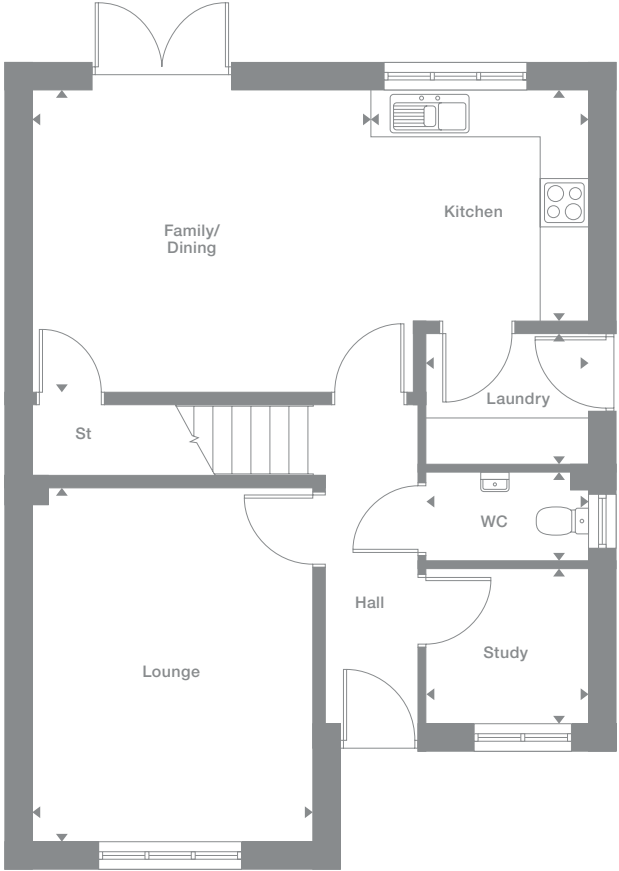 Kitchen
Family/
Dining
Laundry
St
WC
Hall
Study
Lounge